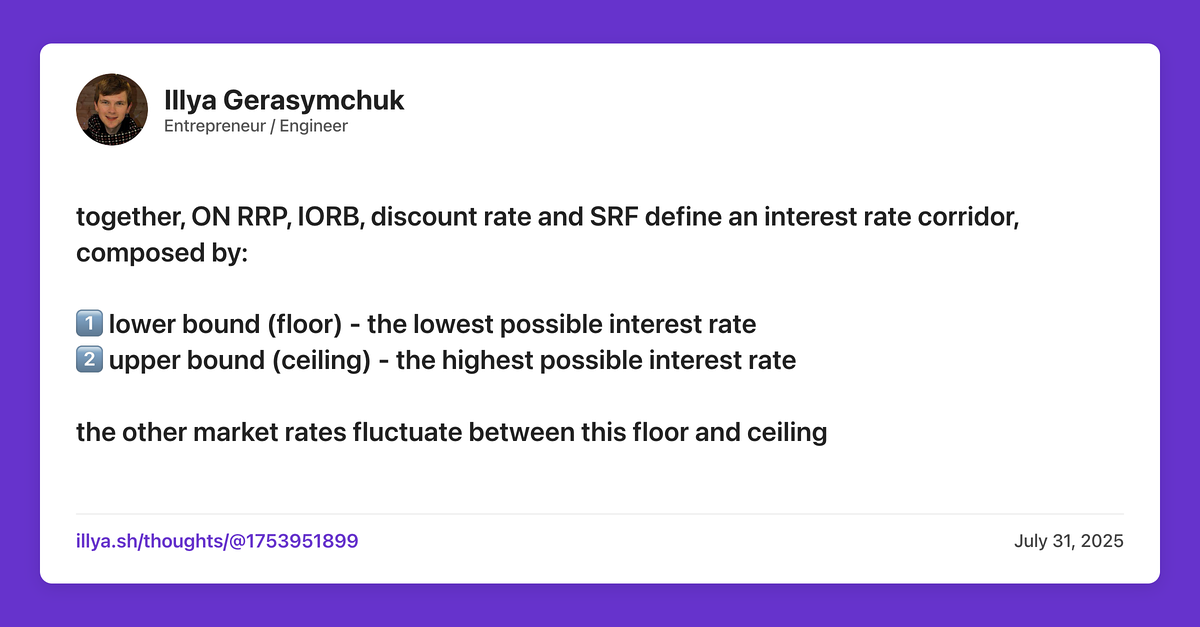 Illya Gerasymchuk
Entrepreneur / Engineer
together, ON RRP, IORB, discount rate and SRF define an interest rate corridor,
composed by:
1️⃣ lower bound (floor) - the lowest possible interest rate
2️⃣ upper bound (ceiling) - the highest possible interest rate
the other market rates fluctuate between this floor and ceiling
illya.sh/thoughts/@1753951899
July 31, 2025